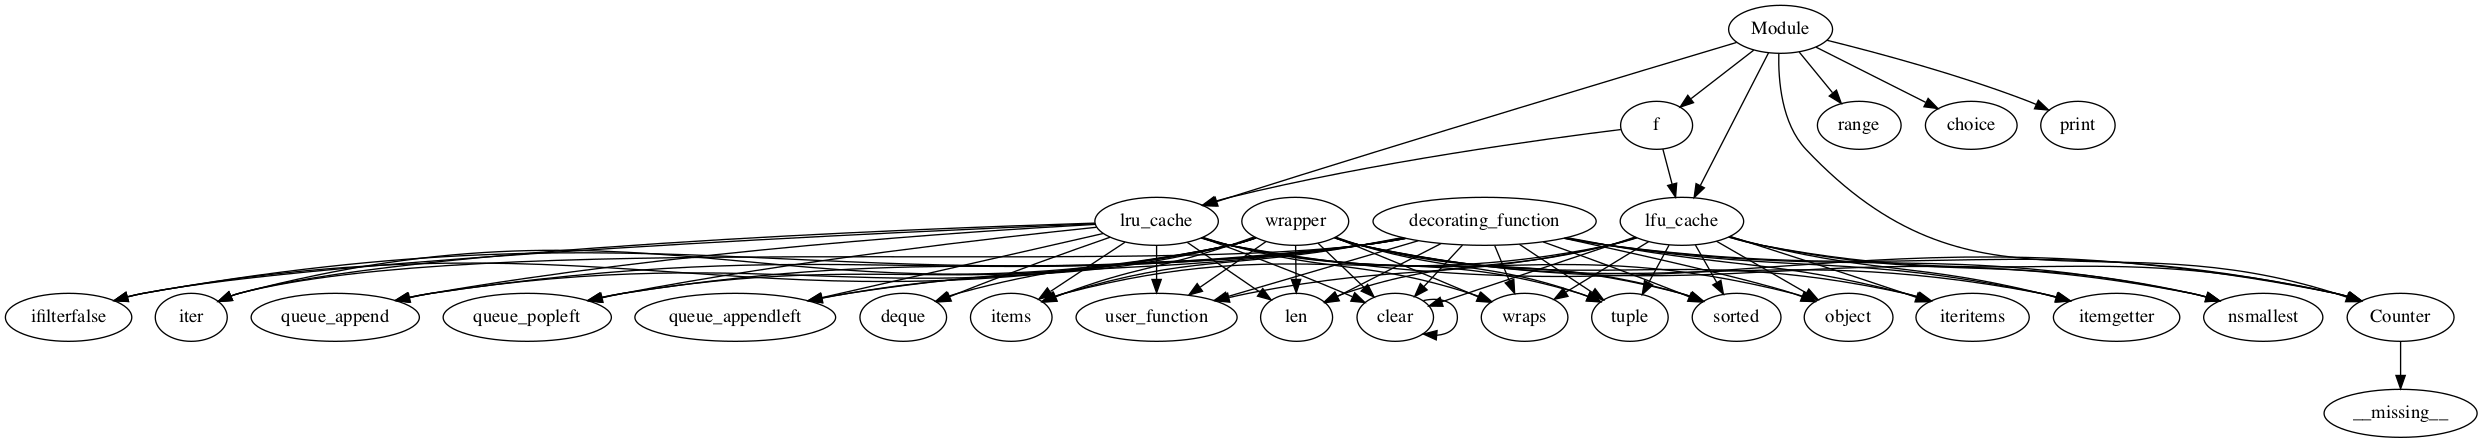 Module
f
range
choice
print
lru_cache
wrapper
decorating_function
lfu_cache
ifilterfalse
iter
queue_append
queue_popleft
queue_appendleft
deque
items
user_function
len
clear
wraps
tuple
sorted
object
iteritems
itemgetter
nsmallest
Counter
__missing__